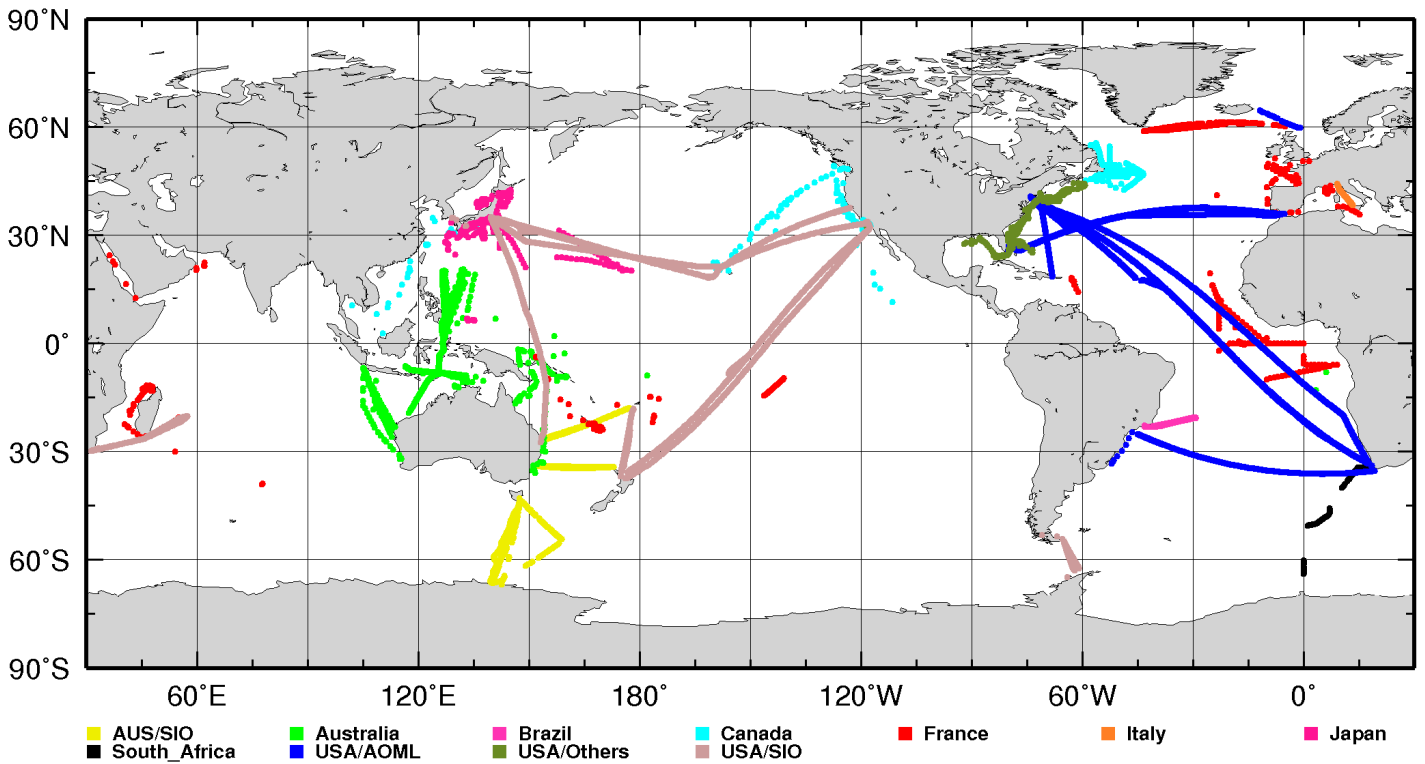 90˚N
60˚N
30˚N
0˚
30˚S
60˚S
90˚S
60˚E 120˚E 180˚ 120˚W 60˚W 0˚
AUS/SIO Australia Brazil Canada France Italy Japan
South_Africa USA/AOML USA/Others USA/SIO